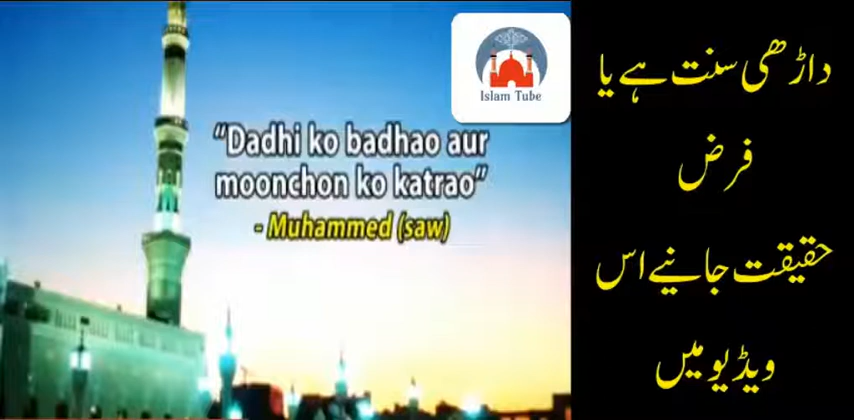 Islam Tube
"Dadhi ko badhao aur
moonchon ko katrao"
- Muhammed (saw)
داڑھی سنت ہے یا
فرض
حقیقت جانیے اس
ویڈیو میں